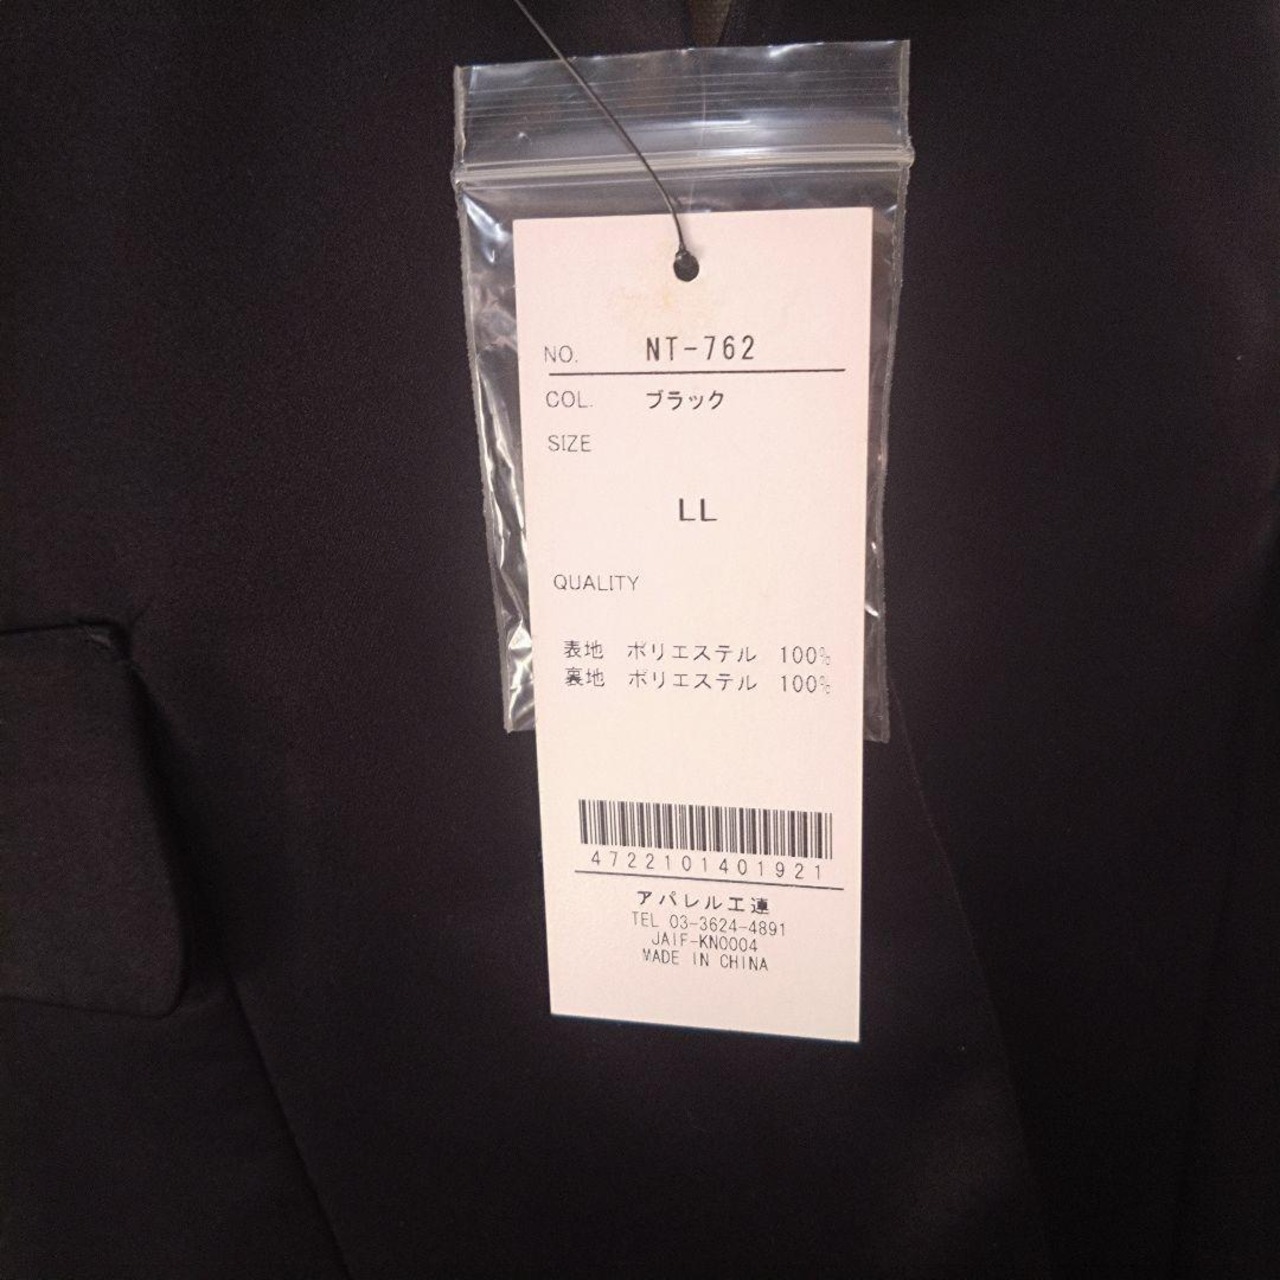 NO. NT-762
COL. ブラック
SIZE
LL
QUALITY
表地 ポリエステル 100%
裏地 ポリエステル 100%
4722101401921
アパレル工連
TEL 03-3624-4891
JAIF-KN0004
MADE IN CHINA